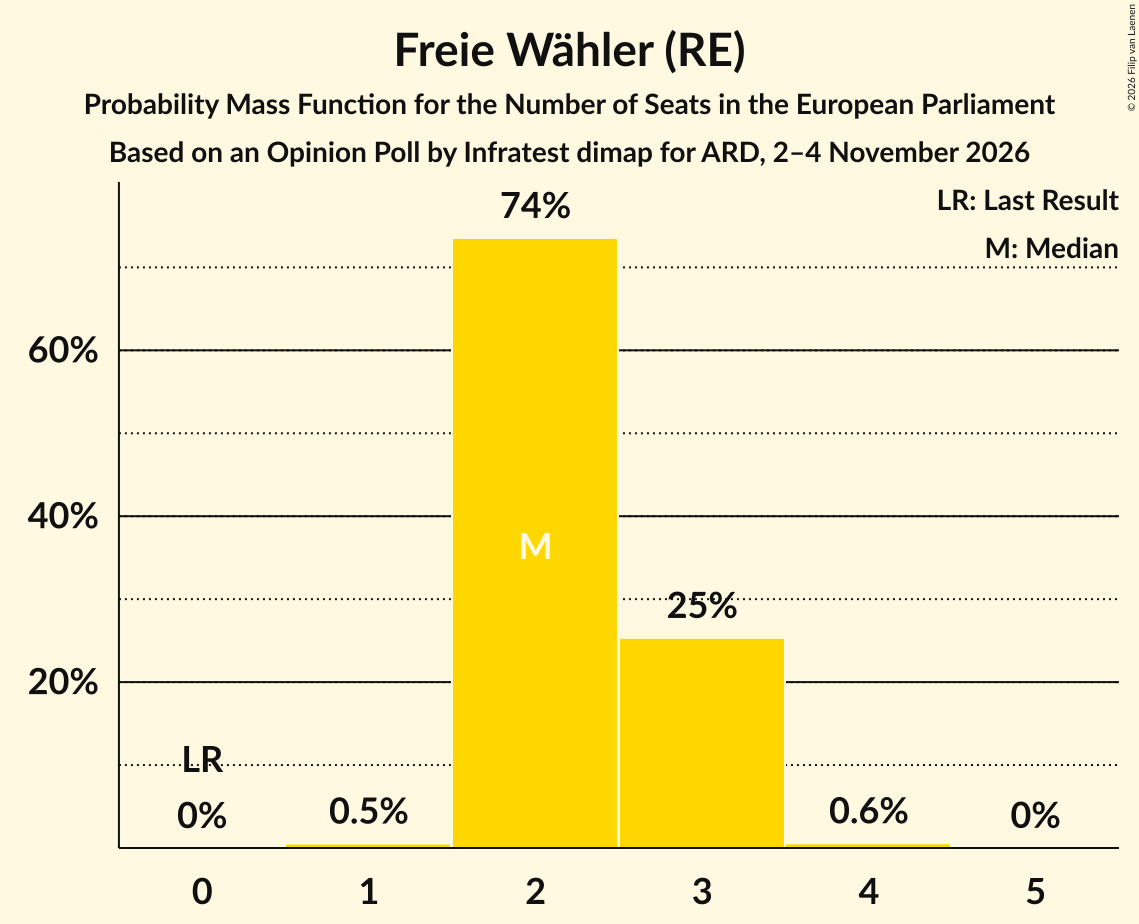 Freie Wähler (RE)
Probability Mass Function for the Number of Seats in the European Parliament
Based on an Opinion Poll by Infratest dimap for ARD, 2–4 November 2026
© 2026 Filip van Laenen
LR: Last Result
M: Median
74%
60%
40%
M
25%
20%
LR
0%
0.5%
0.6%
0%
0
1
2
3
4
5